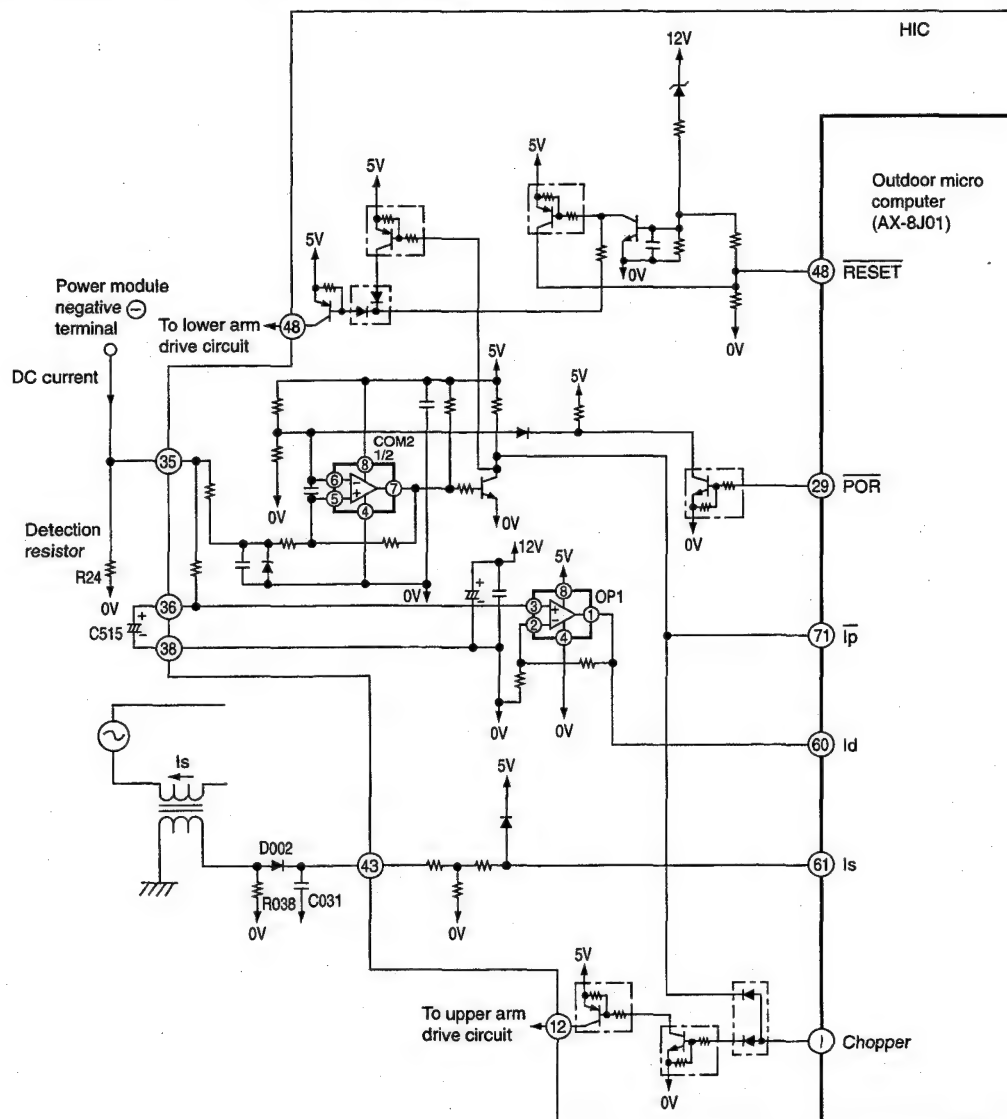 HIC
12V
5V
5V
Outdoor micro
computer
(AX-8J01)
5V
0V
48
RESET
Power module
negative ⊖
terminal
To lower arm
drive circuit
48
0V
DC current
5V
5V
COM2
1/2
8
35
6
−
5
+
7
4
29
POR
0V
0V
0V
Detection
resistor
R24
12V
5V
0V
0V
36
+
8
OP1
C515
−
38
3
+
2
−
1
4
71
Ip
+
−
0V
0V
60
Id
Is
5V
D002
43
61
Is
R038
C031
0V
0V
5V
To upper arm
drive circuit
12
Chopper
0V